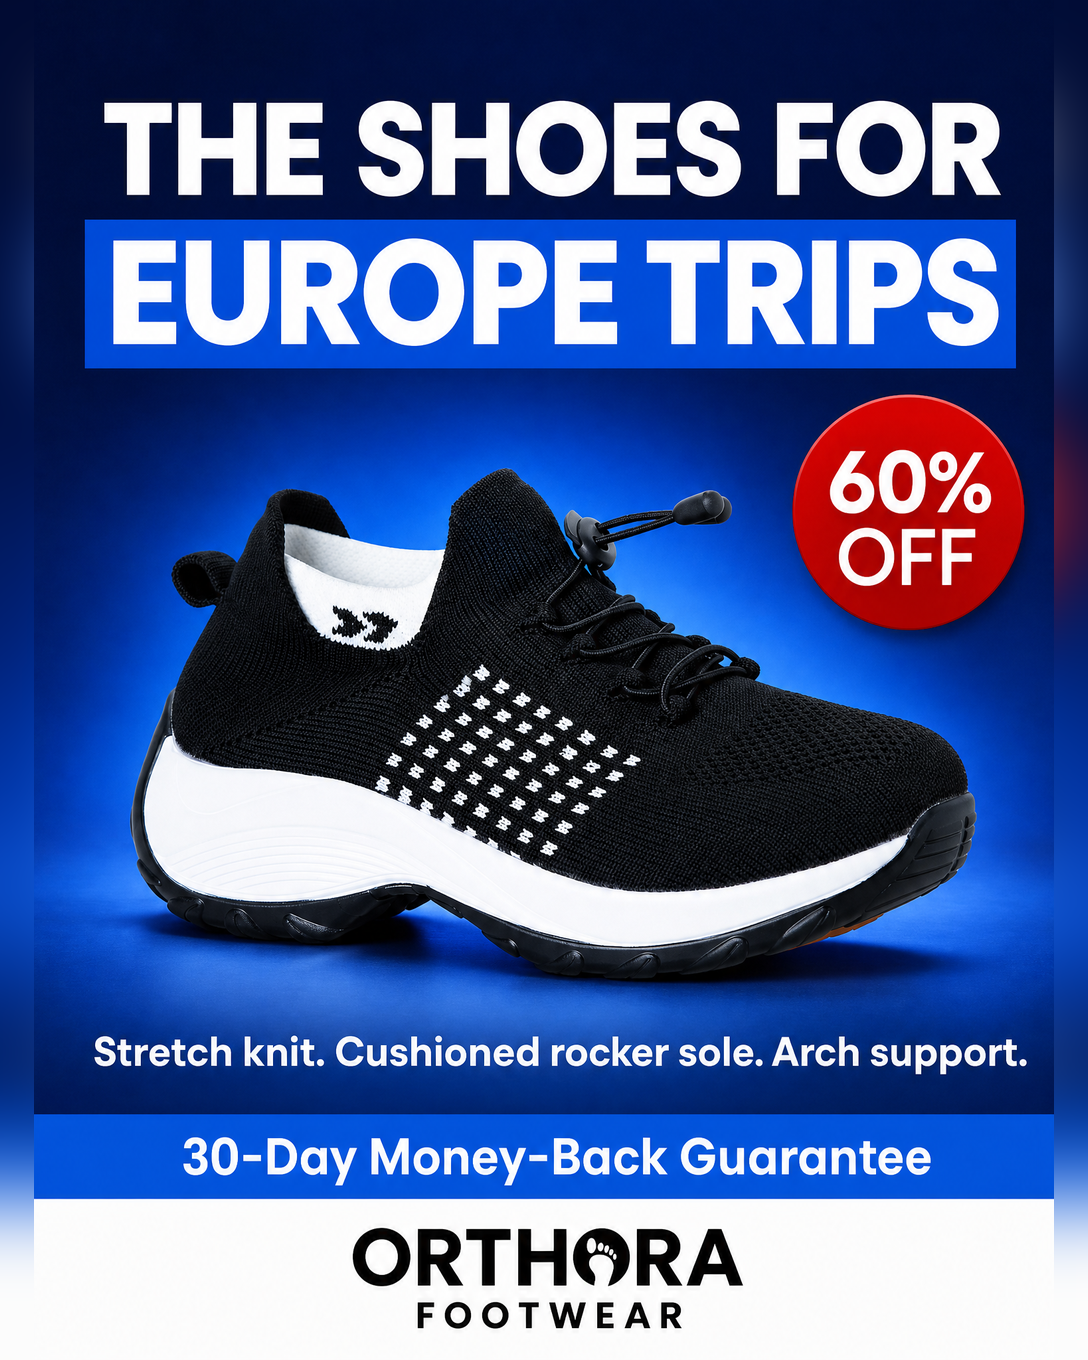 THE SHOES FOR
EUROPE TRIPS
60%
OFF
Stretch knit. Cushioned rocker sole. Arch support.
30-Day Money-Back Guarantee
ORTHORA
FOOTWEAR